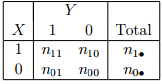 Y
X 1 0 Total
1 n₁₁ n₁₀ n₁•
0 n₀₁ n₀₀ n₀•